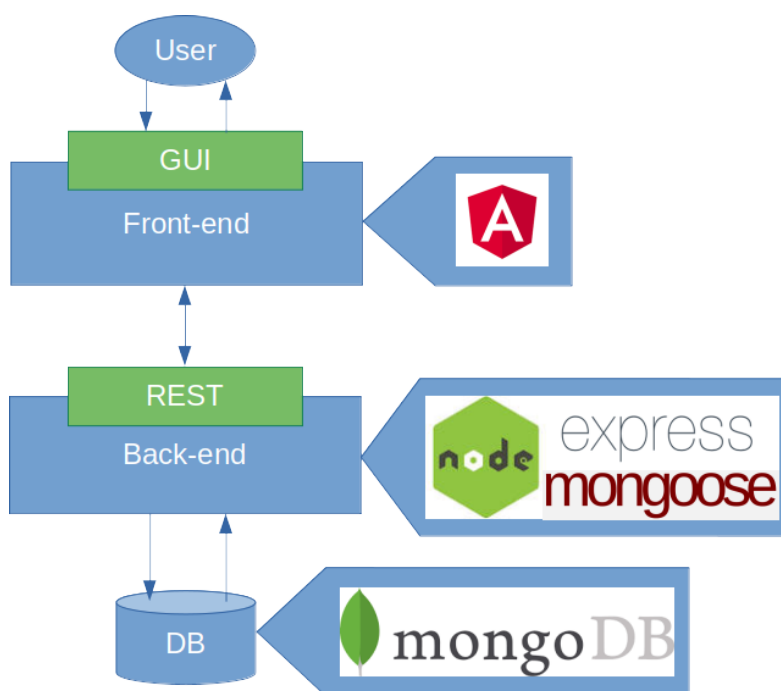 User
GUI
Front-end
A
REST
Back-end
node
express
mongoose
DB
mongoDB